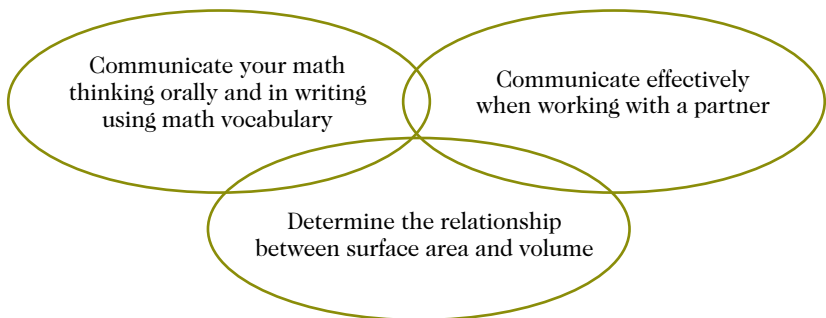 Communicate your math
thinking orally and in writing
using math vocabulary
Communicate effectively
when working with a partner
Determine the relationship
between surface area and volume